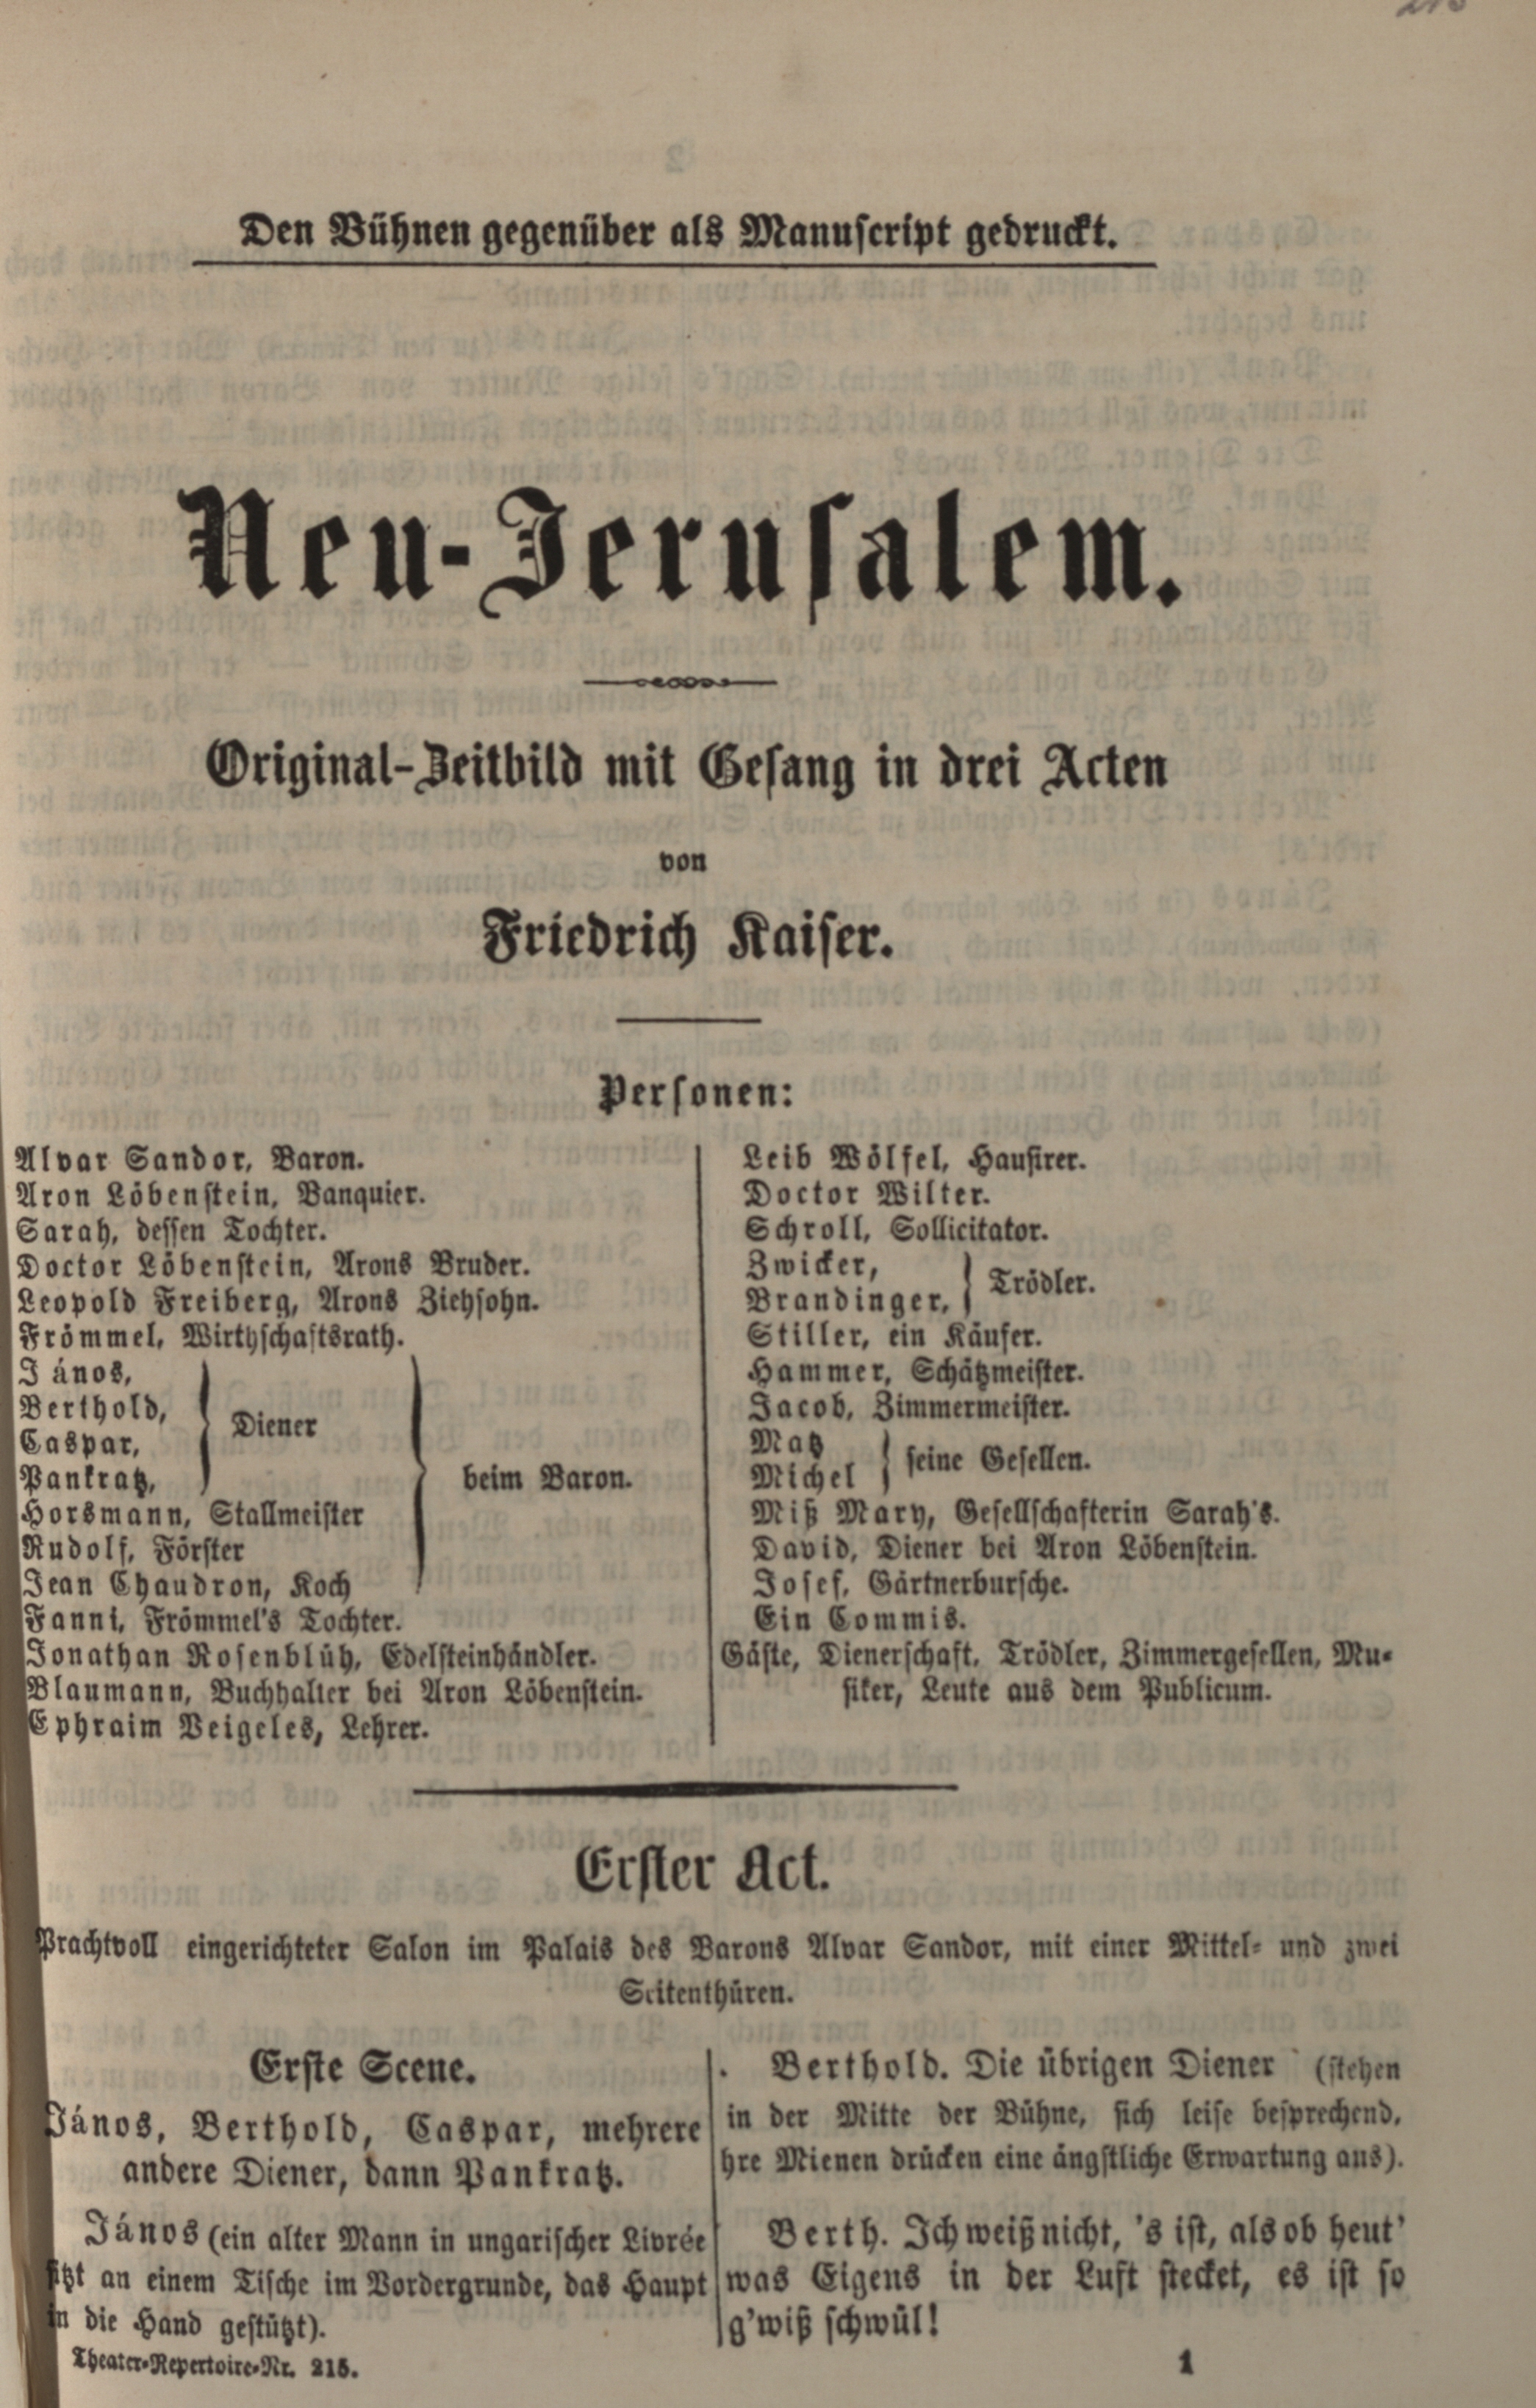 Den Bühnen gegenüber als Manuscript gedruckt.
Neu-Jerusalem.
Original-Zeitbild mit Gesang in drei Acten
von
Friedrich Kaiser.
Personen:
Alvar Sandor, Baron.
Aron Löbenstein, Banquier.
Sarah, dessen Tochter.
Doctor Löbenstein, Arons Bruder.
Leopold Freiberg, Arons Ziehsohn.
Frömmel, Wirthschaftsrath.
János,
Berthold,
Caspar,
Pankratz,
Diener
Horsmann, Stallmeister
Rudolf, Förster
Jean Chaudron, Koch
beim Baron.
Fanni, Frömmel's Tochter.
Jonathan Rosenblüh, Edelsteinhändler.
Blaumann, Buchhalter bei Aron Löbenstein.
Ephraim Veigeles, Lehrer.
Leib Wölfel, Hausirer.
Doctor Wilter.
Schroll, Sollicitator.
Zwicker,
Brandinger,
Trödler.
Stiller, ein Käufer.
Hammer, Schätzmeister.
Jacob, Zimmermeister.
Matz
Michel
seine Gesellen.
Miß Mary, Gesellschafterin Sarah's.
David, Diener bei Aron Löbenstein.
Josef, Gärtnerbursche.
Ein Commis.
Gäste, Dienerschaft, Trödler, Zimmergesellen, Mu-
siker, Leute aus dem Publicum.
Erster Act.
Prachtvoll eingerichteter Salon im Palais des Barons Alvar Sandor, mit einer Mittel- und zwei
Seitenthüren.
Erste Scene.
János, Berthold, Caspar, mehrere
andere Diener, dann Pankratz.
János (ein alter Mann in ungarischer Livrée
sitzt an einem Tische im Vordergrunde, das Haupt
in die Hand gestützt).
Theater-Repertoire-Nr. 215.
Berthold. Die übrigen Diener (stehen
in der Mitte der Bühne, sich leise besprechend,
hre Mienen drücken eine ängstliche Erwartung aus).
Berth. Ich weiß nicht, 's ist, als ob heut'
was Eigens in der Luft stecket, es ist so
g'wiß schwül!
1